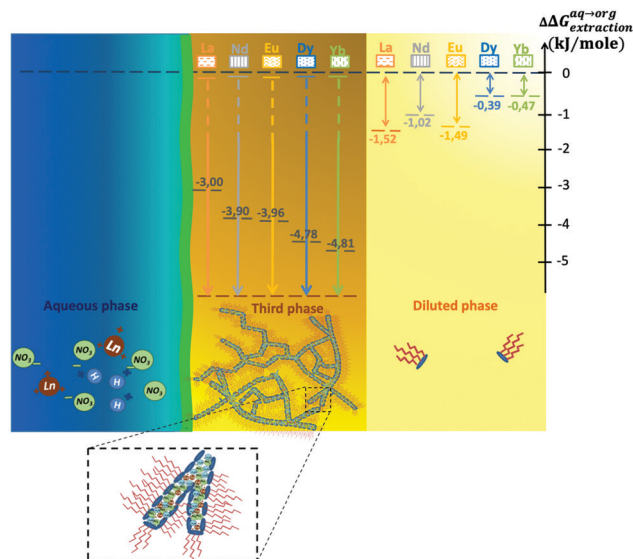 ΔΔG^{aq→org}_{extraction}
(kJ/mole)
La Nd Eu Dy Yb La Nd Eu Dy Yb
0
-0,39 -0,47
-1
-1,02
-1,52 -1,49
-2
-3,00
-3
-3,90 -3,96
-4
-4,78
-4,81
-5
Aqueous phase Third phase Diluted phase
Ln
NO3 NO3 NO3
H H
Ln
NO3 H